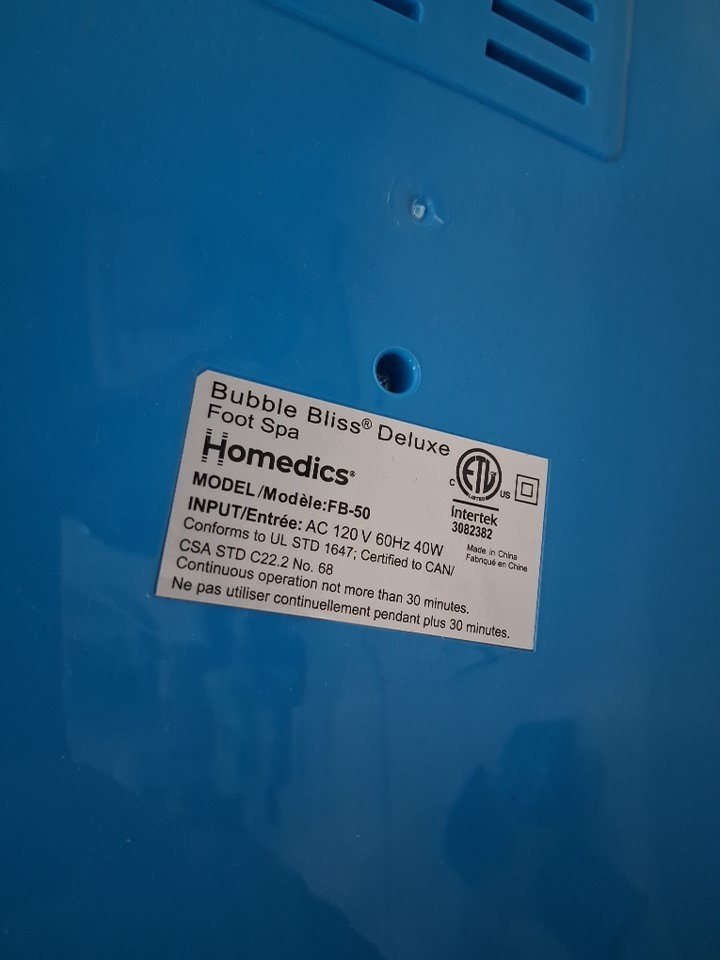 Bubble Bliss® Deluxe
Foot Spa
Homedics®
MODEL/Modèle:FB-50
INPUT/Entrée: AC 120V 60Hz 40W
Conforms to UL STD 1647; Certified to CAN/
CSA STD C22.2 No. 68
Continuous operation not more than 30 minutes.
Ne pas utiliser continuellement pendant plus 30 minutes.
C ETL US
LISTED
Intertek
3082382
Made in China
Fabriqué en Chine